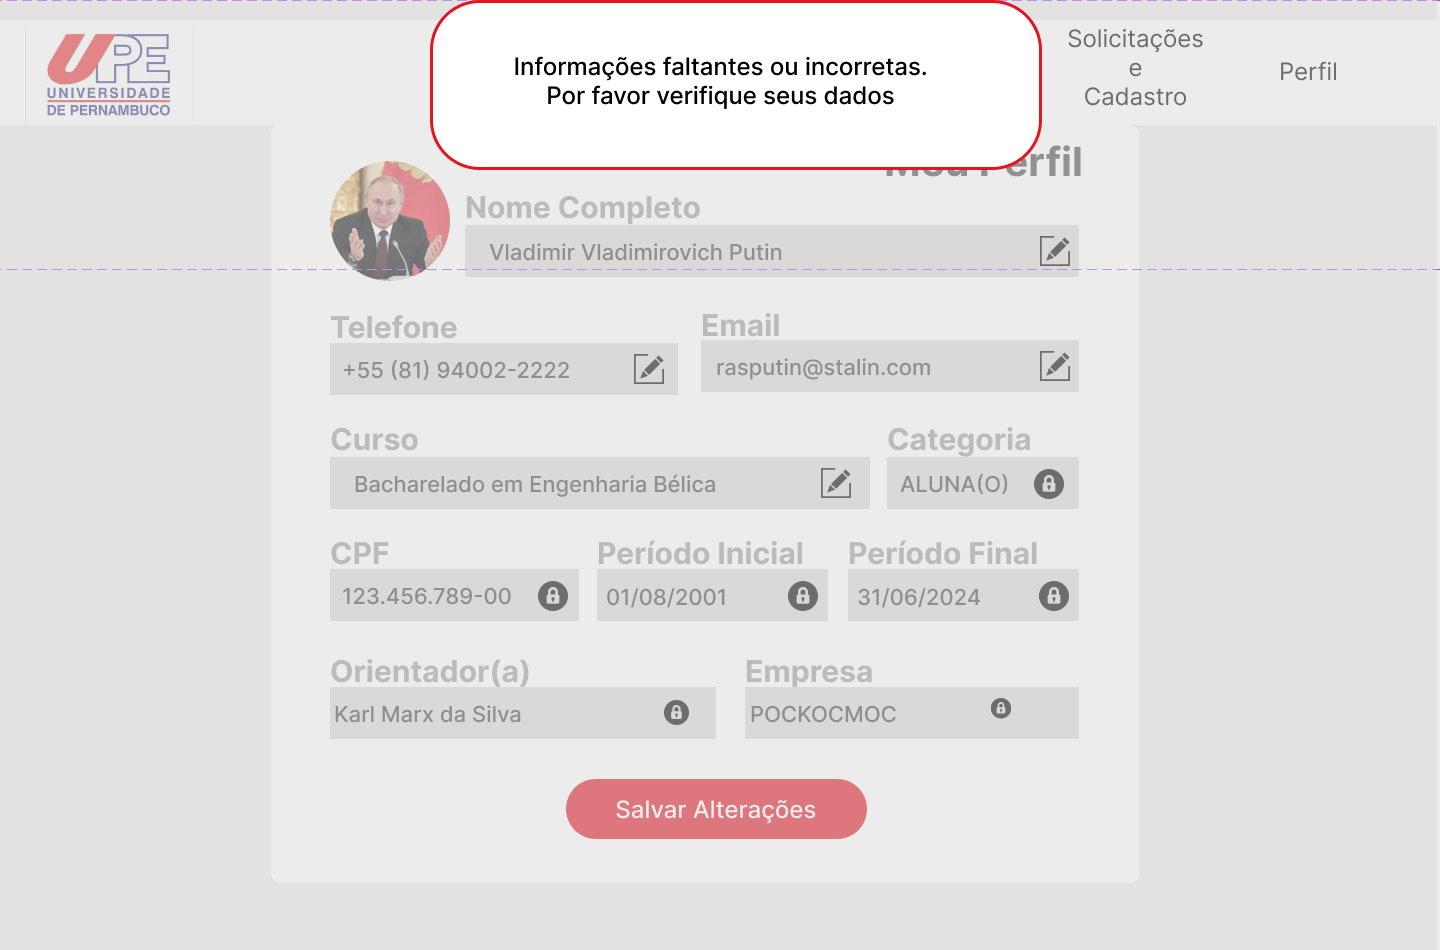 Informações faltantes ou incorretas.
Por favor verifique seus dados
UPE
UNIVERSIDADE
DE PERNAMBUCO
Solicitações
e
Cadastro
Perfil
Meu Perfil
Nome Completo
Vladimir Vladimirovich Putin
Telefone
Email
+55 (81) 94002-2222
rasputin@stalin.com
Curso
Categoria
Bacharelado em Engenharia Bélica
ALUNA(O)
CPF
Período Inicial
Período Final
123.456.789-00
01/08/2001
31/06/2024
Orientador(a)
Empresa
Karl Marx da Silva
POCKOCMOC
Salvar Alterações